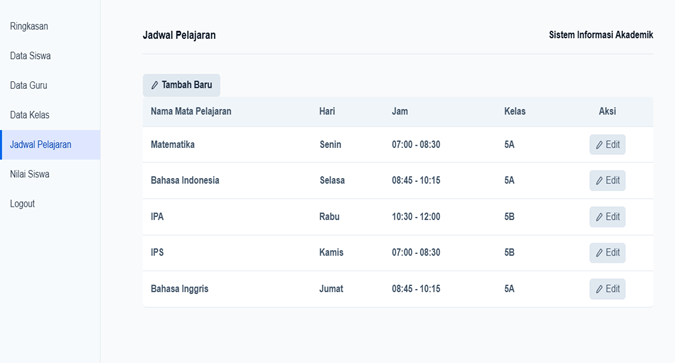 Ringkasan
Data Siswa
Data Guru
Data Kelas
Jadwal Pelajaran
Nilai Siswa
Logout
Jadwal Pelajaran Sistem Informasi Akademik
Tambah Baru
Nama Mata Pelajaran Hari Jam Kelas Aksi
Matematika Senin 07:00 - 08:30 5A Edit
Bahasa Indonesia Selasa 08:45 - 10:15 5A Edit
IPA Rabu 10:30 - 12:00 5B Edit
IPS Kamis 07:00 - 08:30 5B Edit
Bahasa Inggris Jumat 08:45 - 10:15 5A Edit